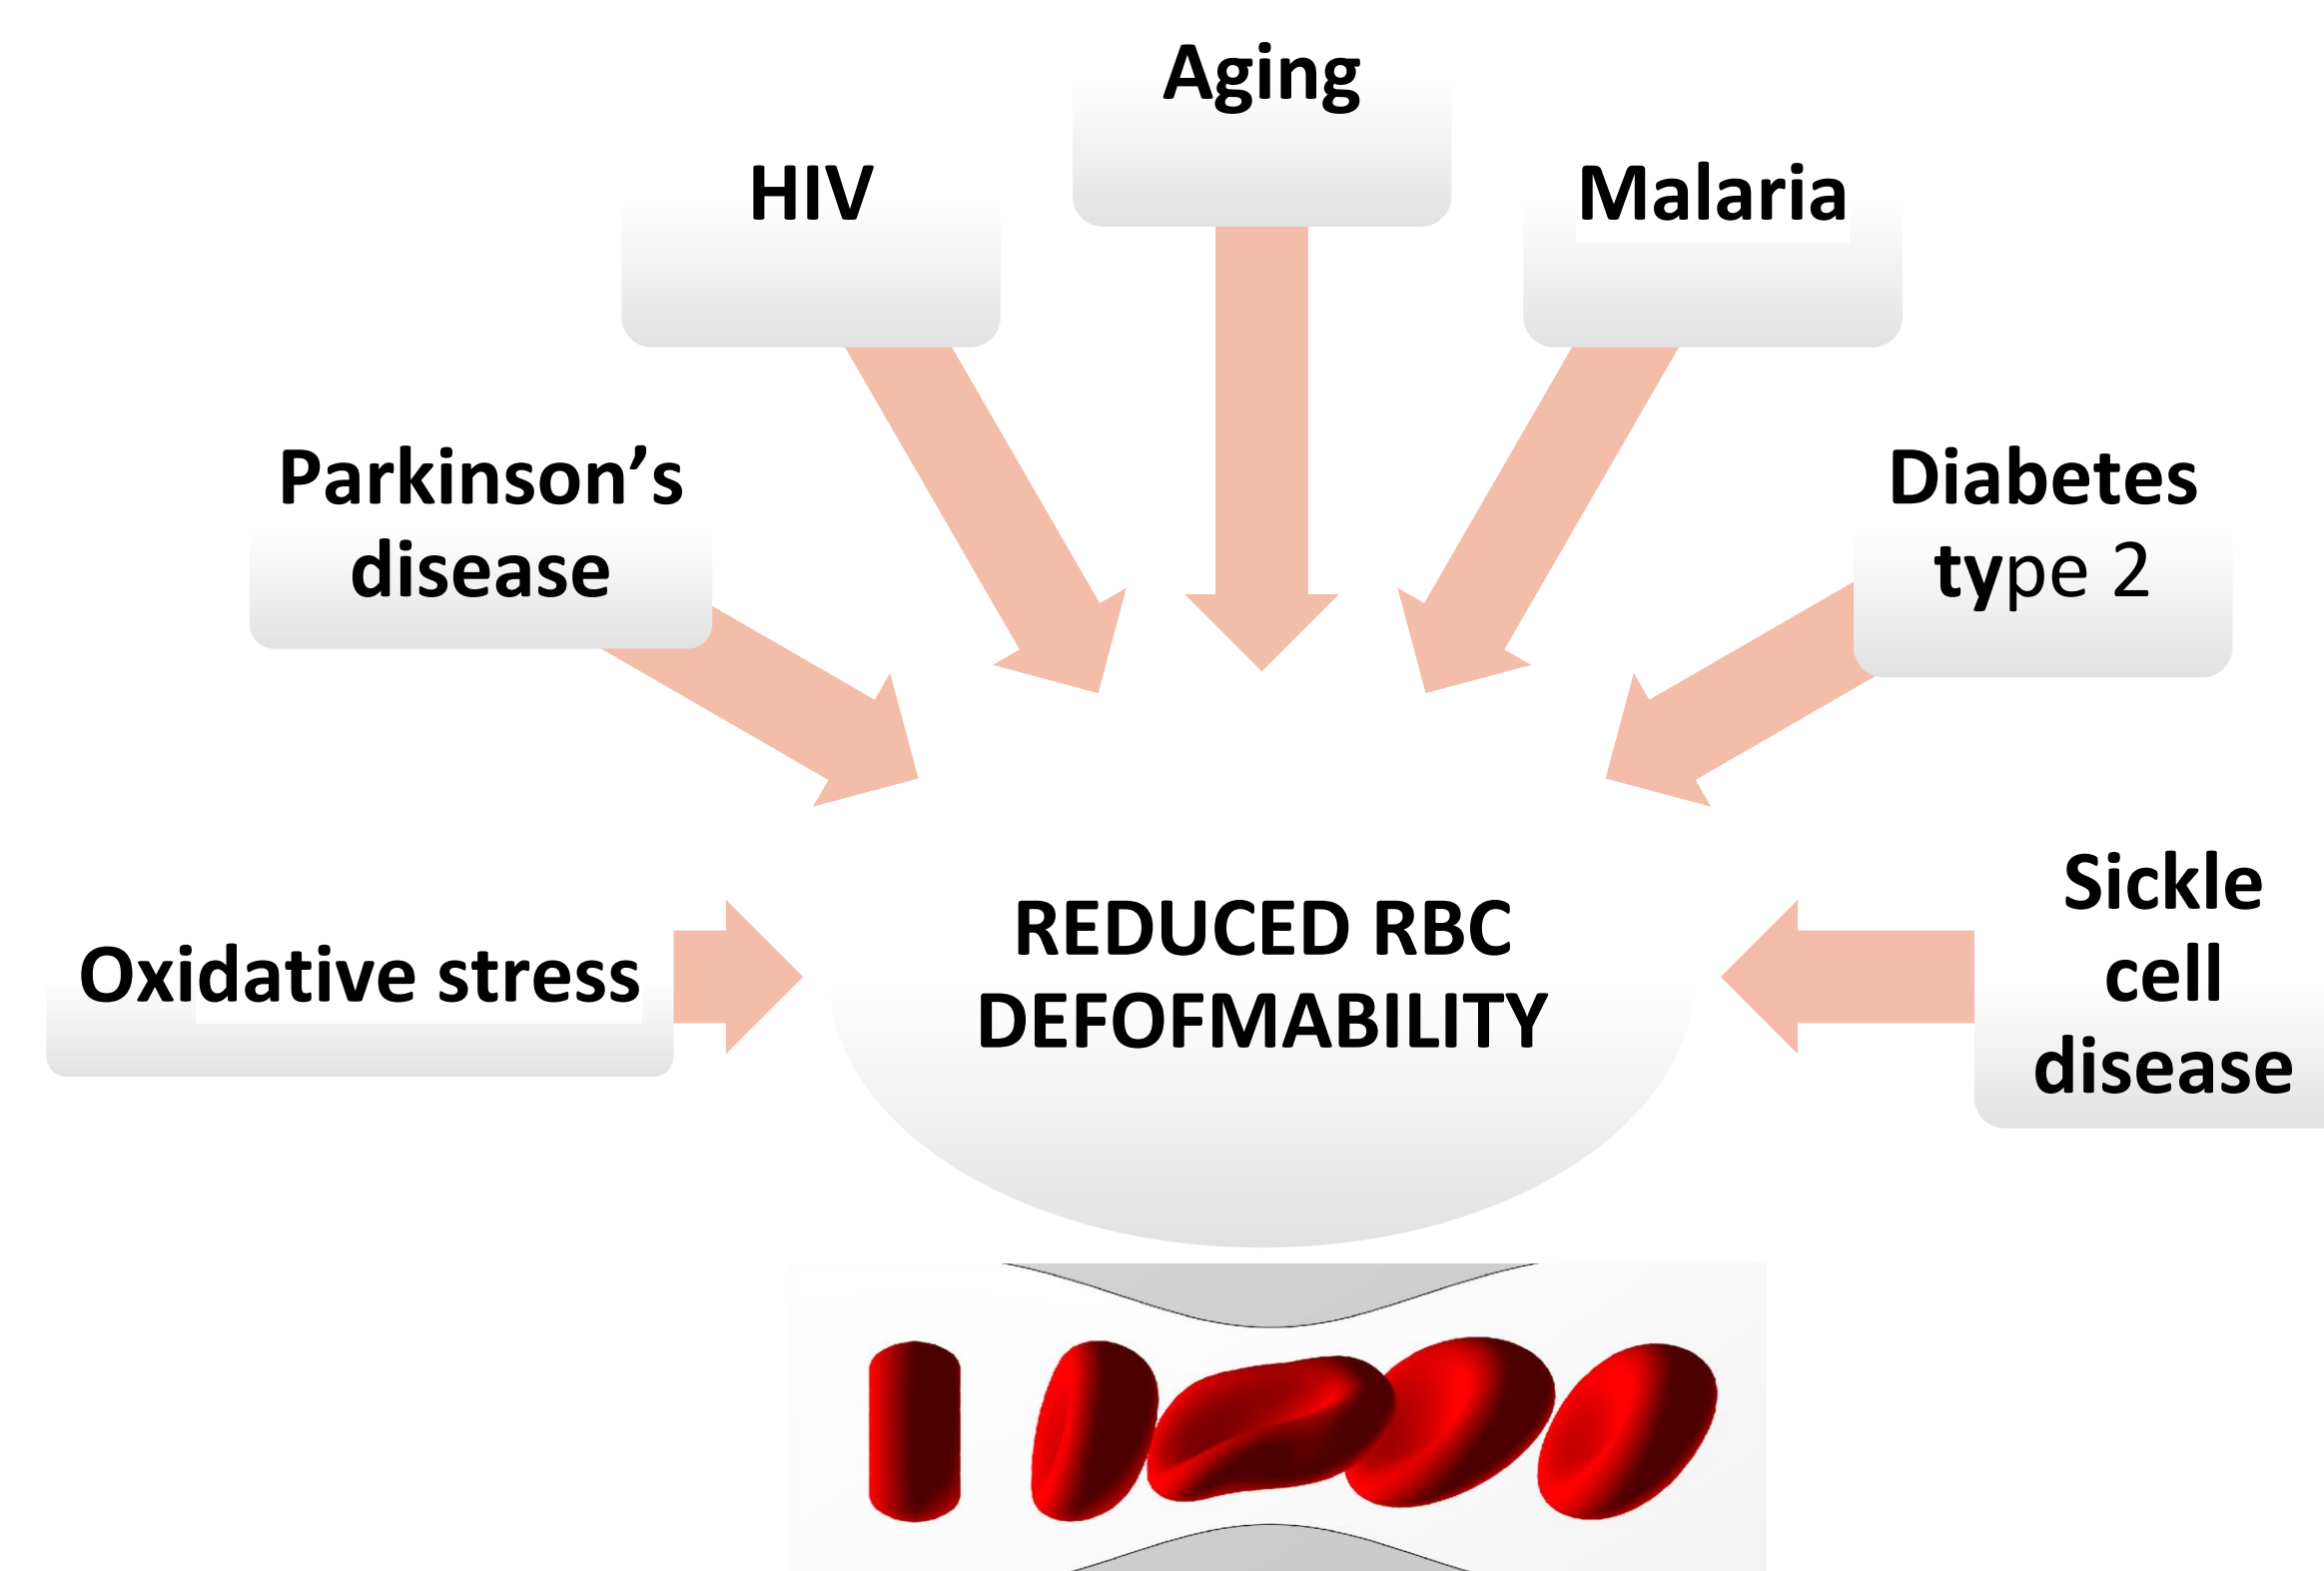 Aging
HIV
Malaria
Parkinson’s
disease
Diabetes
type 2
Oxidative stress
REDUCED RBC
DEFOFMABILITY
Sickle
cell
disease